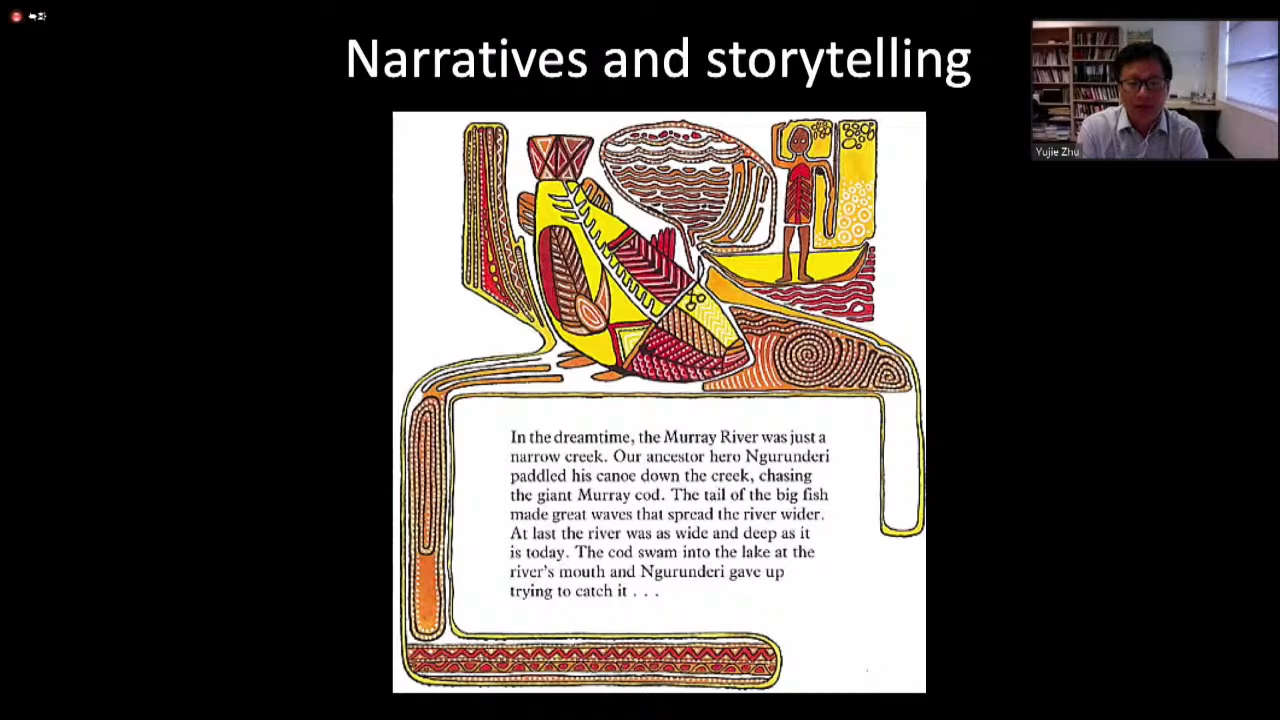 Narratives and storytelling
Yujie Zhu
In the dreamtime, the Murray River was just a
narrow creek. Our ancestor hero Ngurunderi
paddled his canoe down the creek, chasing
the giant Murray cod. The tail of the big fish
made great waves that spread the river wider.
At last the river was as wide and deep as it
is today. The cod swam into the lake at the
river's mouth and Ngurunderi gave up
trying to catch it . . .